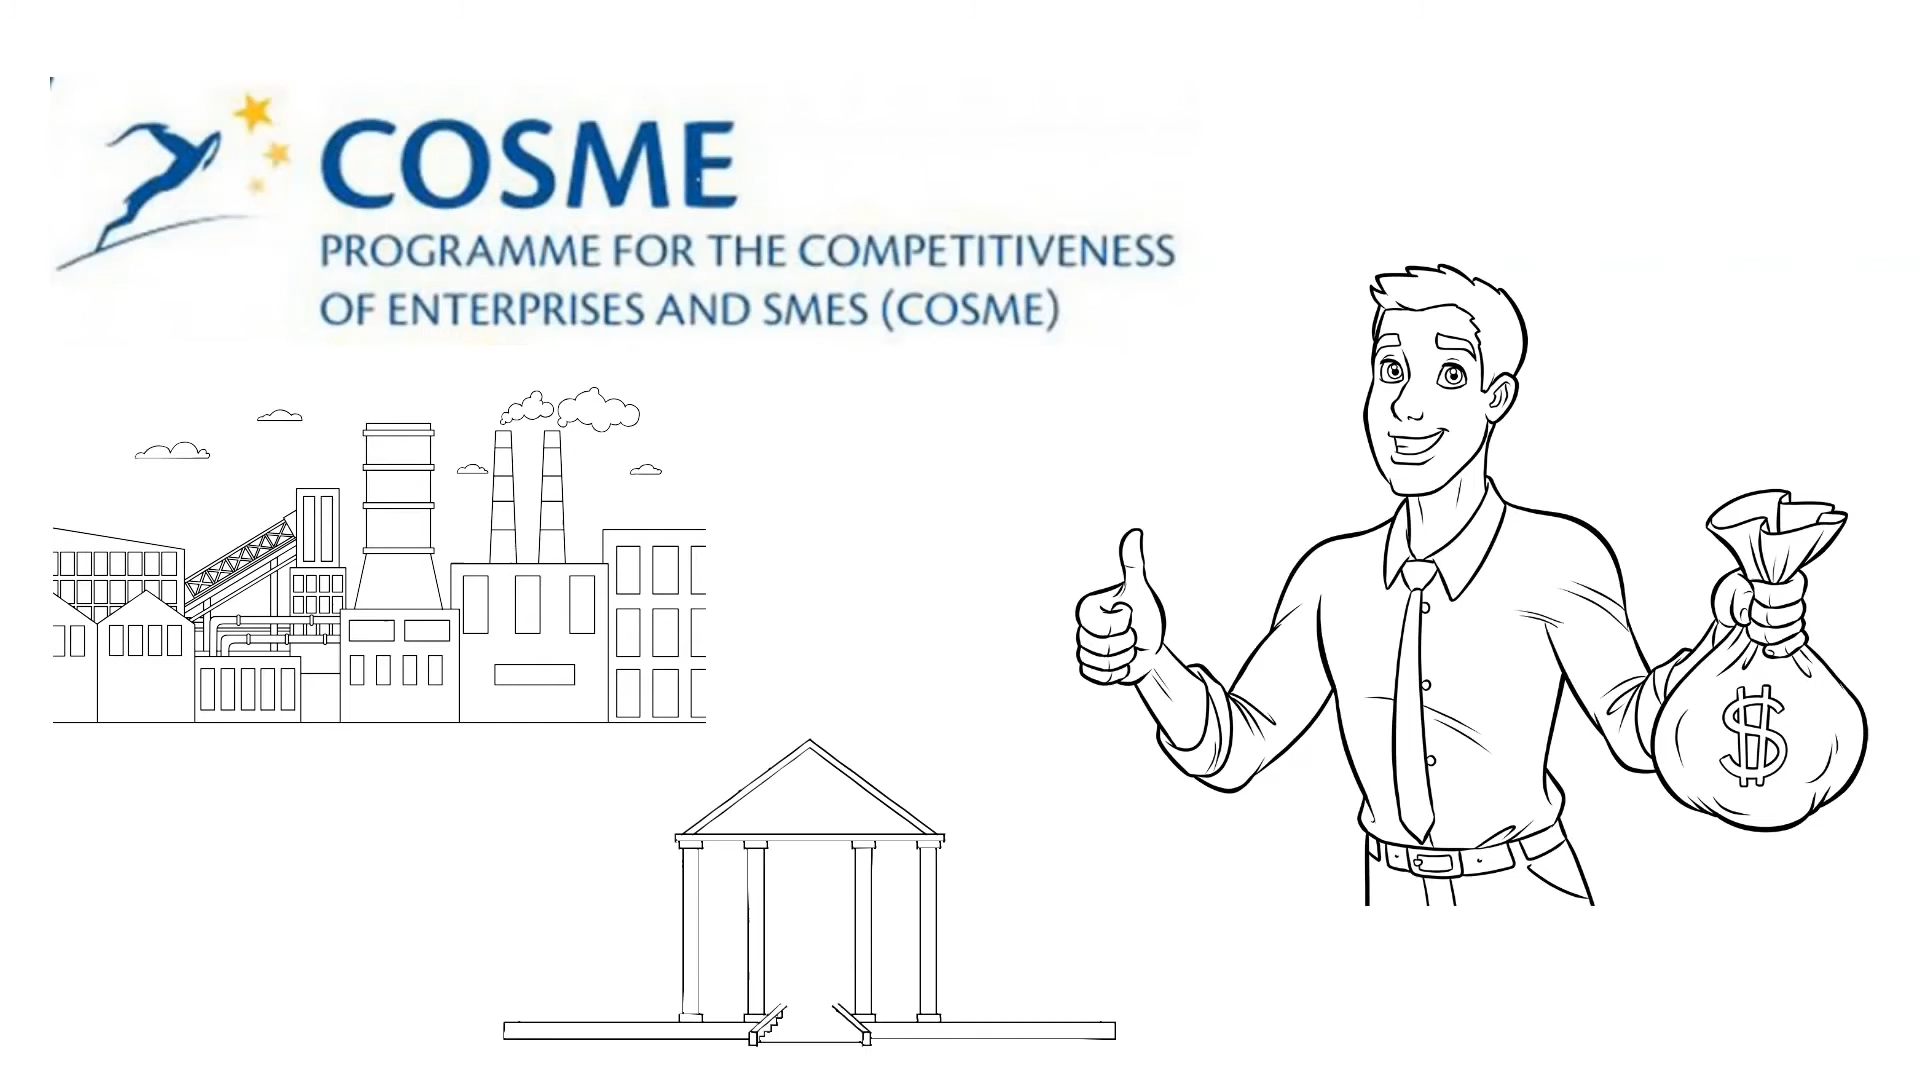 COSME
PROGRAMME FOR THE COMPETITIVENESS
OF ENTERPRISES AND SMES (COSME)
$